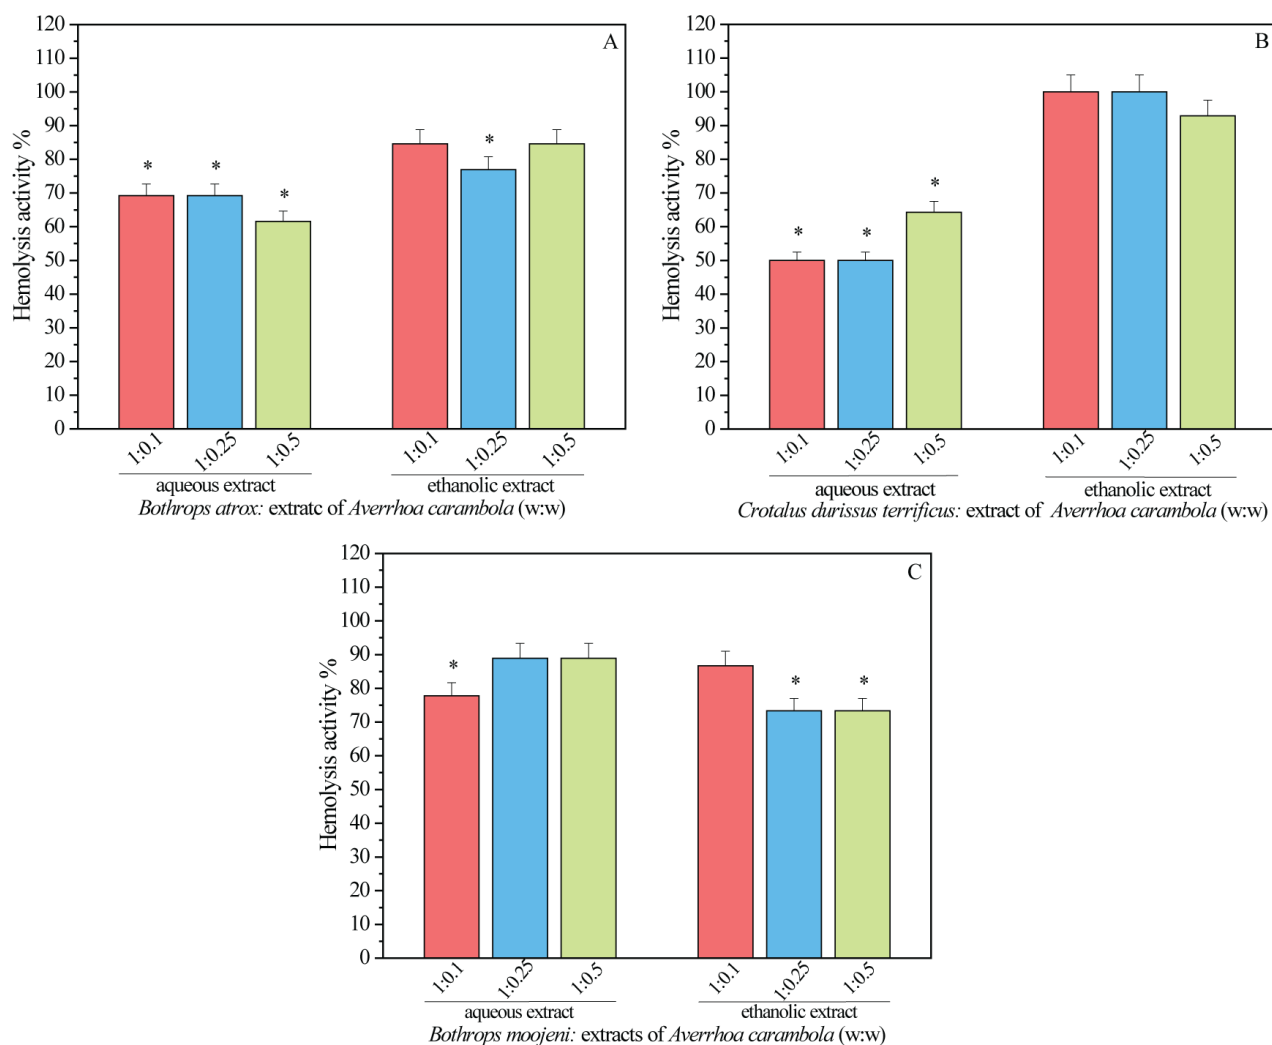 A
Hemolysis activity %
120
110
100
90
80
70
60
50
40
30
20
10
0
* * * *
1:0.1 1:0.25 1:0.5 1:0.1 1:0.25 1:0.5
aqueous extract ethanolic extract
Bothrops atrox: extratc of Averrhoa carambola (w:w)
B
Hemolysis activity %
120
110
100
90
80
70
60
50
40
30
20
10
0
* * *
1:0.1 1:0.25 1:0.5 1:0.1 1:0.25 1:0.5
aqueous extract ethanolic extract
Crotalus durissus terrificus: extract of Averrhoa carambola (w:w)
C
Hemolysis activity %
120
110
100
90
80
70
60
50
40
30
20
10
0
* * *
1:0.1 1:0.25 1:0.5 1:0.1 1:0.25 1:0.5
aqueous extract ethanolic extract
Bothrops moojeni: extracts of Averrhoa carambola (w:w)